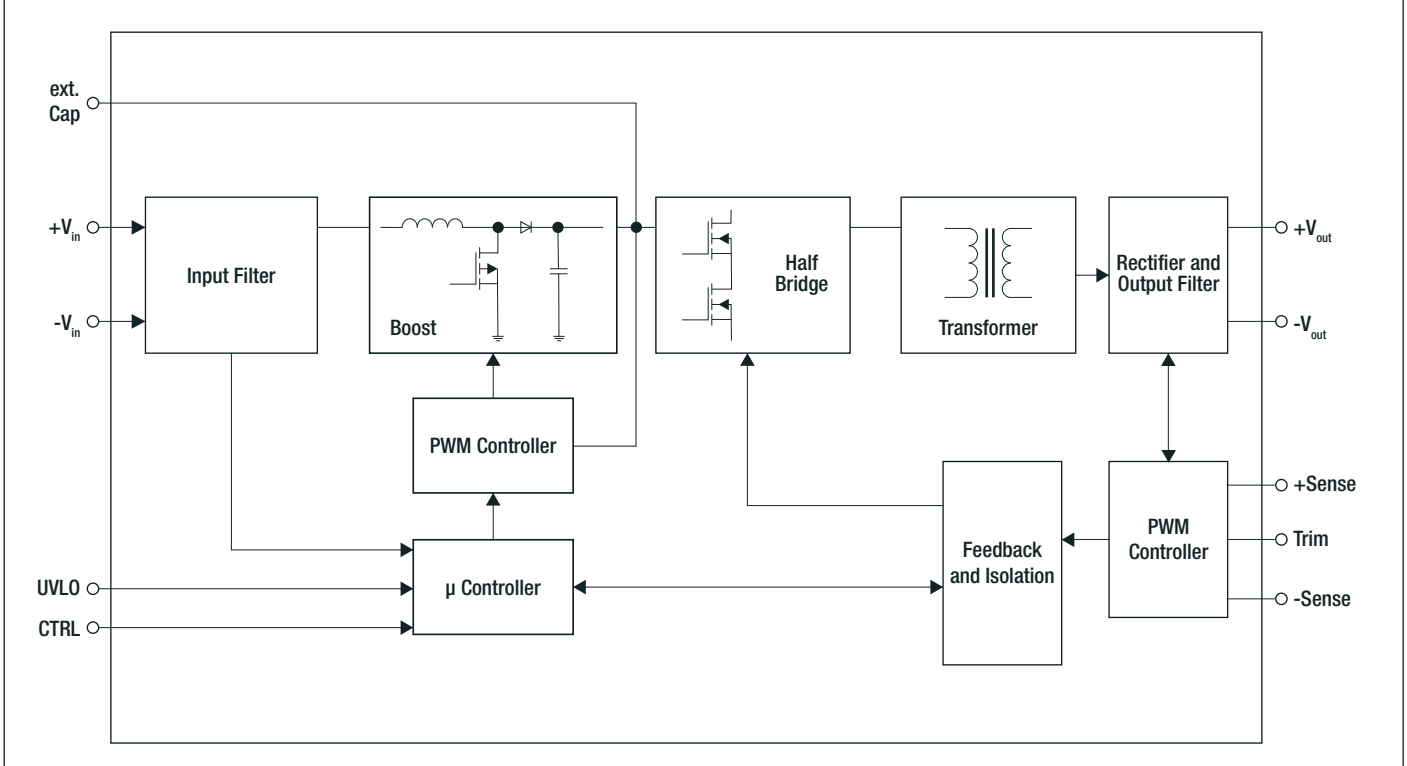 ext.
Cap
+Vin
-Vin
Input Filter
Boost
Half
Bridge
Transformer
Rectifier and
Output Filter
+Vout
-Vout
PWM Controller
+Sense
PWM
Controller
Trim
Feedback
and Isolation
-Sense
UVLO
µ Controller
CTRL